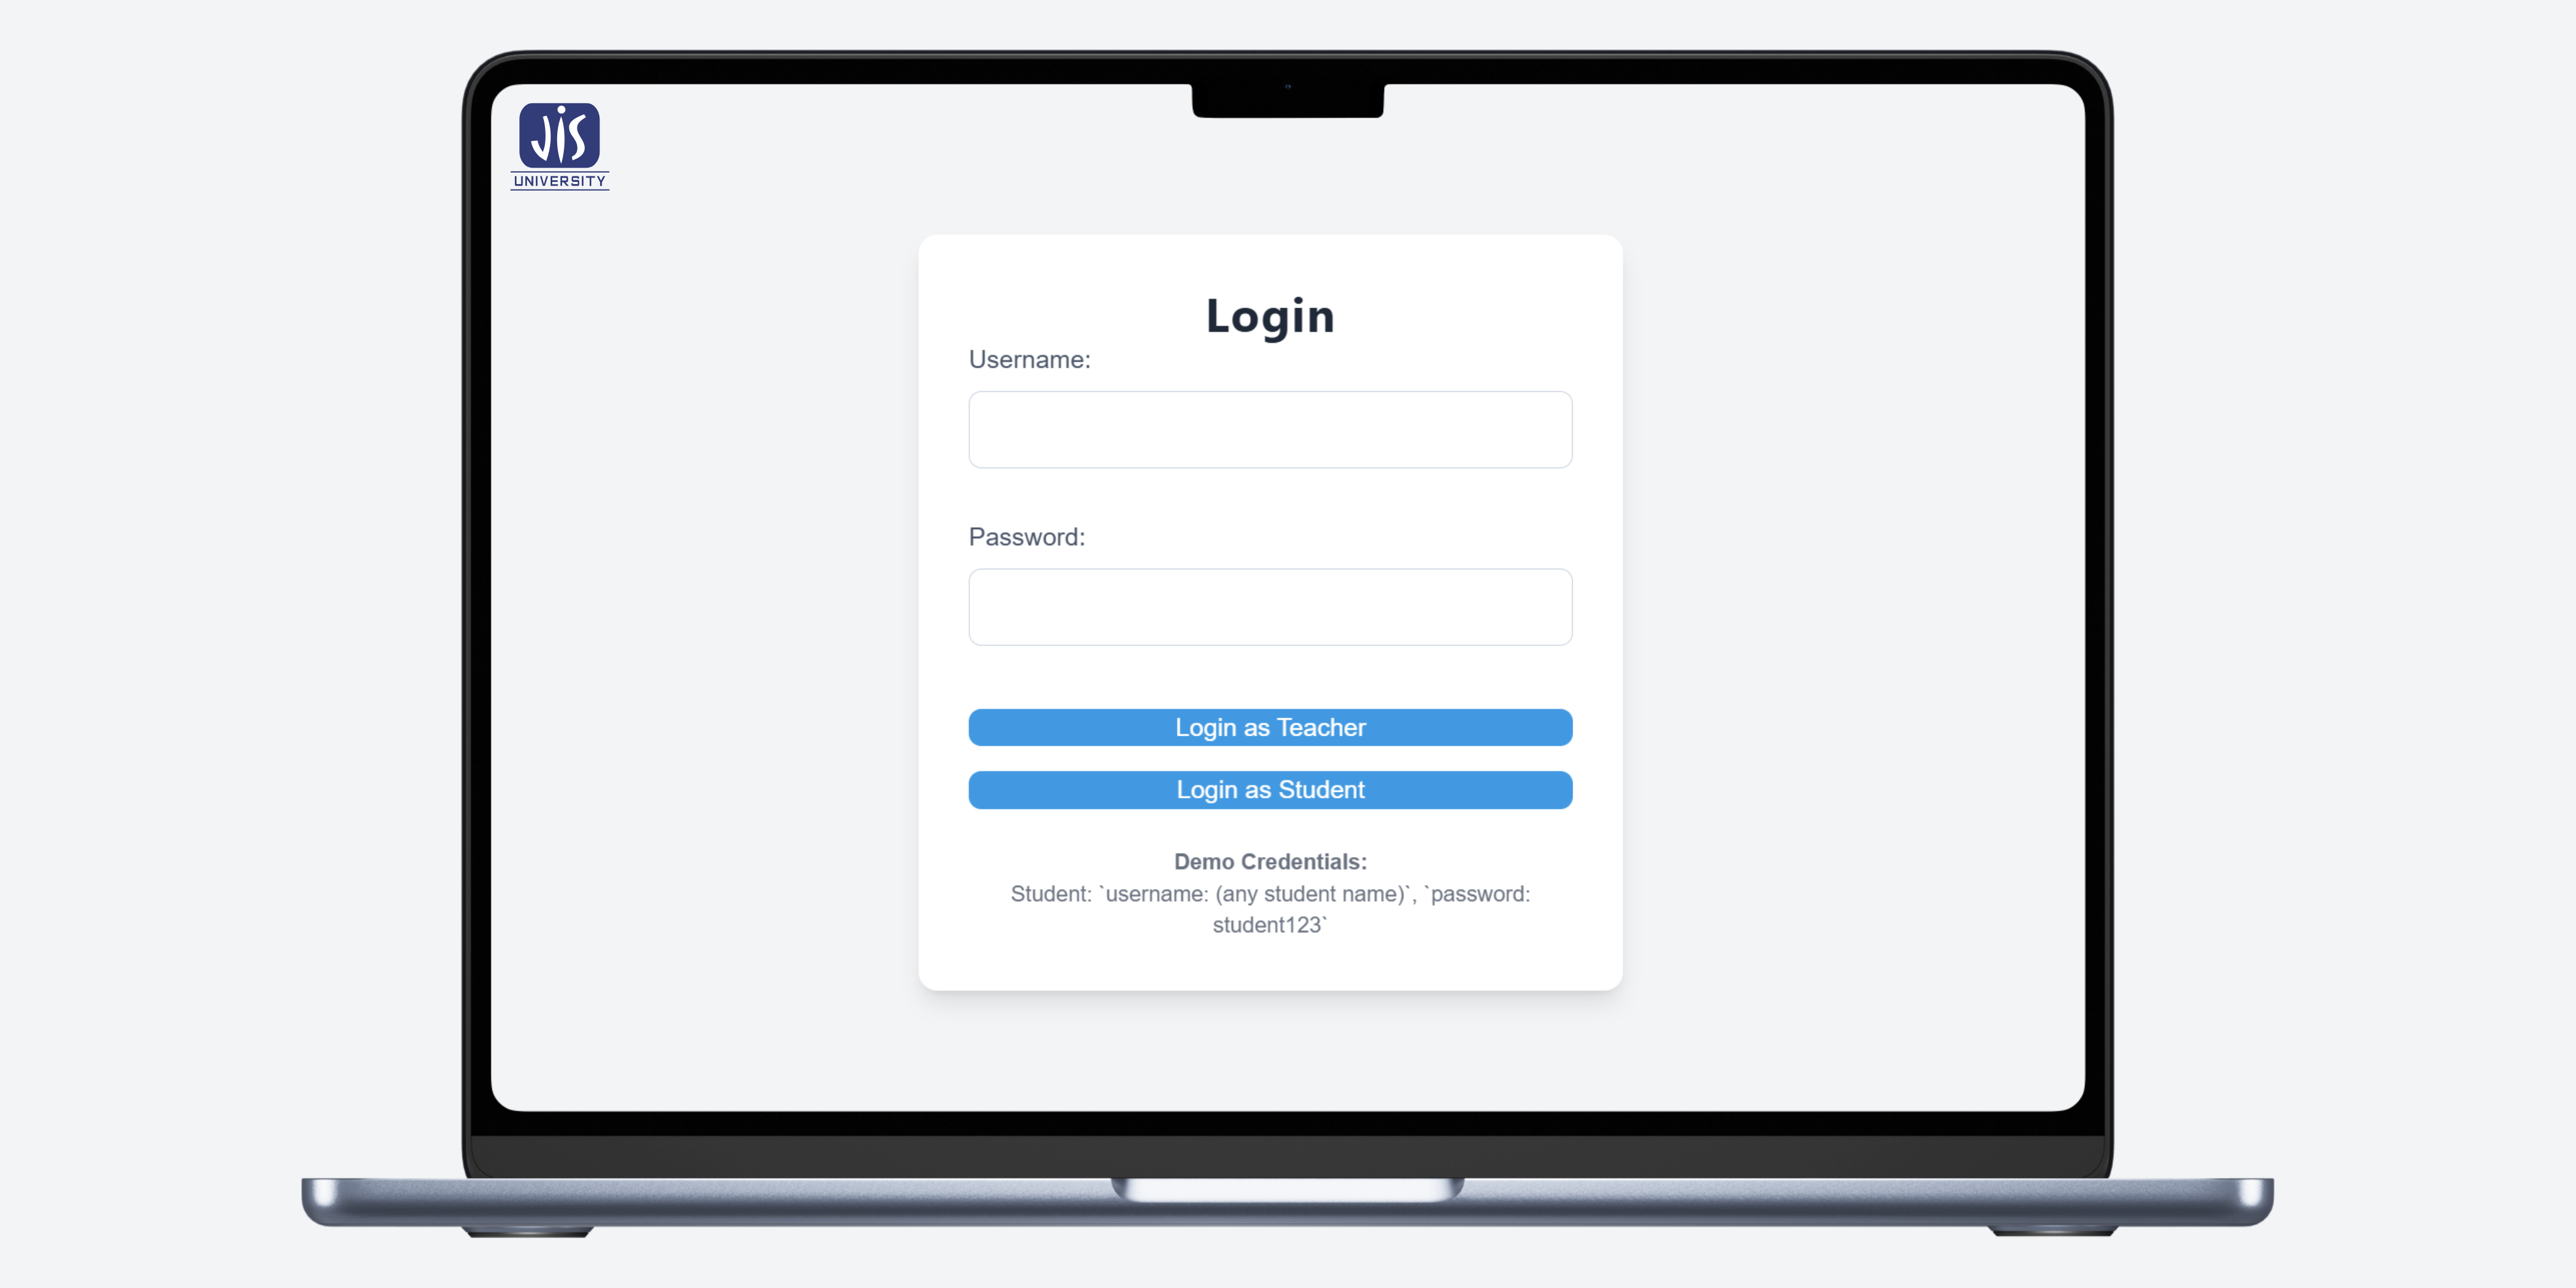 JIS
UNIVERSITY
Login
Username:
Password:
Login as Teacher
Login as Student
Demo Credentials:
Student: `username: (any student name)`, `password:
student123`